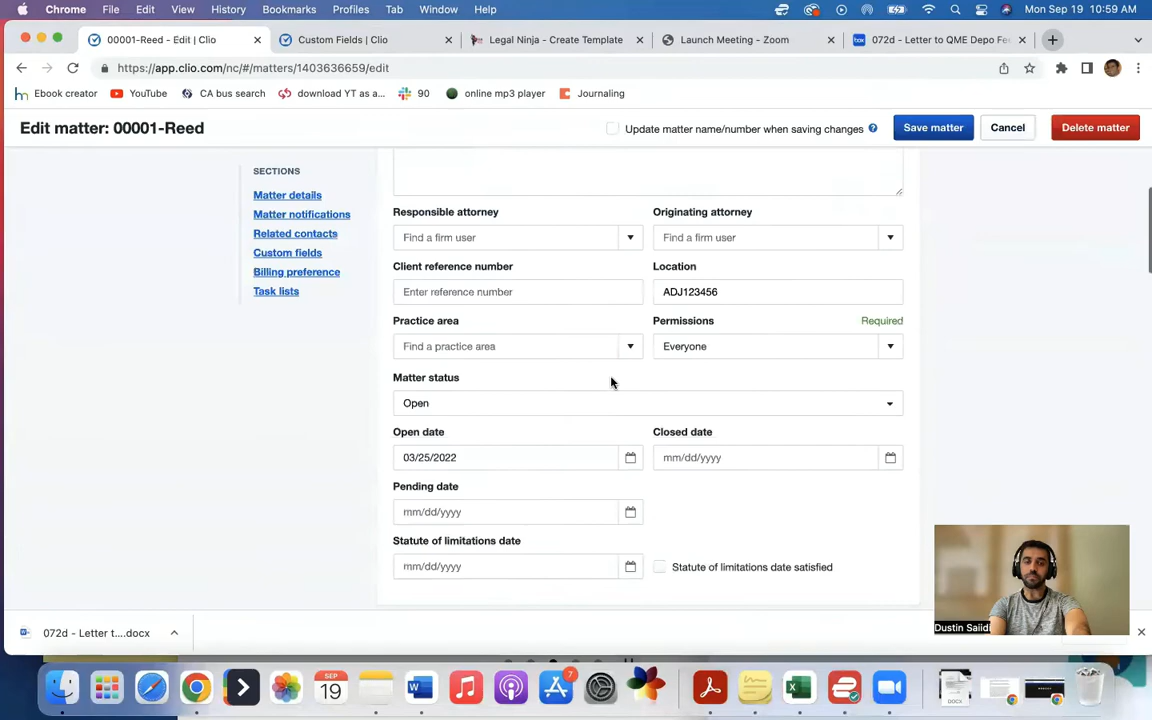 Chrome File Edit View History Bookmarks Profiles Tab Window Help Mon Sep 19 10:59 AM
00001-Reed - Edit | Clio Custom Fields | Clio Legal Ninja - Create Template Launch Meeting - Zoom box 072d - Letter to QME Depo Fee
https://app.clio.com/nc/#/matters/1403636659/edit
Ebook creator YouTube CA bus search download YT as a... 90 online mp3 player Journaling
Edit matter: 00001-Reed Update matter name/number when saving changes ? Save matter Cancel Delete matter
SECTIONS
Matter details
Matter notifications
Related contacts
Custom fields
Billing preference
Task lists
Responsible attorney Originating attorney
Find a firm user Find a firm user
Client reference number Location
Enter reference number ADJ123456
Practice area Permissions Required
Find a practice area Everyone
Matter status
Open
Open date Closed date
03/25/2022 mm/dd/yyyy
Pending date
mm/dd/yyyy
Statute of limitations date
mm/dd/yyyy Statute of limitations date satisfied
Dustin Saiidi
072d - Letter t....docx
SEP
19
7
DOCX